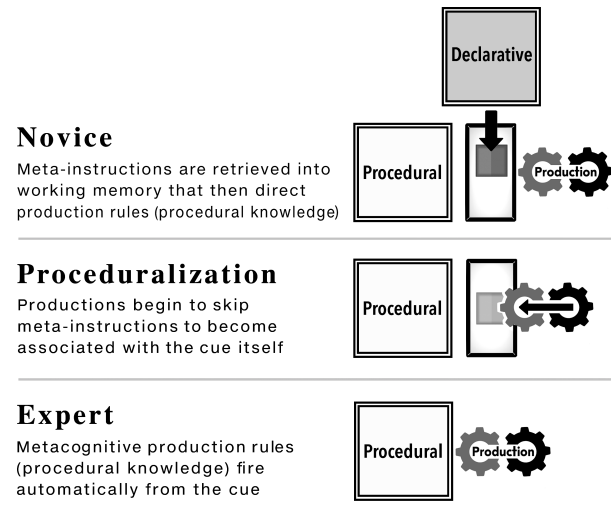 Declarative
Novice
Meta-instructions are retrieved into
working memory that then direct
production rules (procedural knowledge)
Procedural
Production
Proceduralization
Productions begin to skip
meta-instructions to become
associated with the cue itself
Procedural
Expert
Metacognitive production rules
(procedural knowledge) fire
automatically from the cue
Procedural
Production